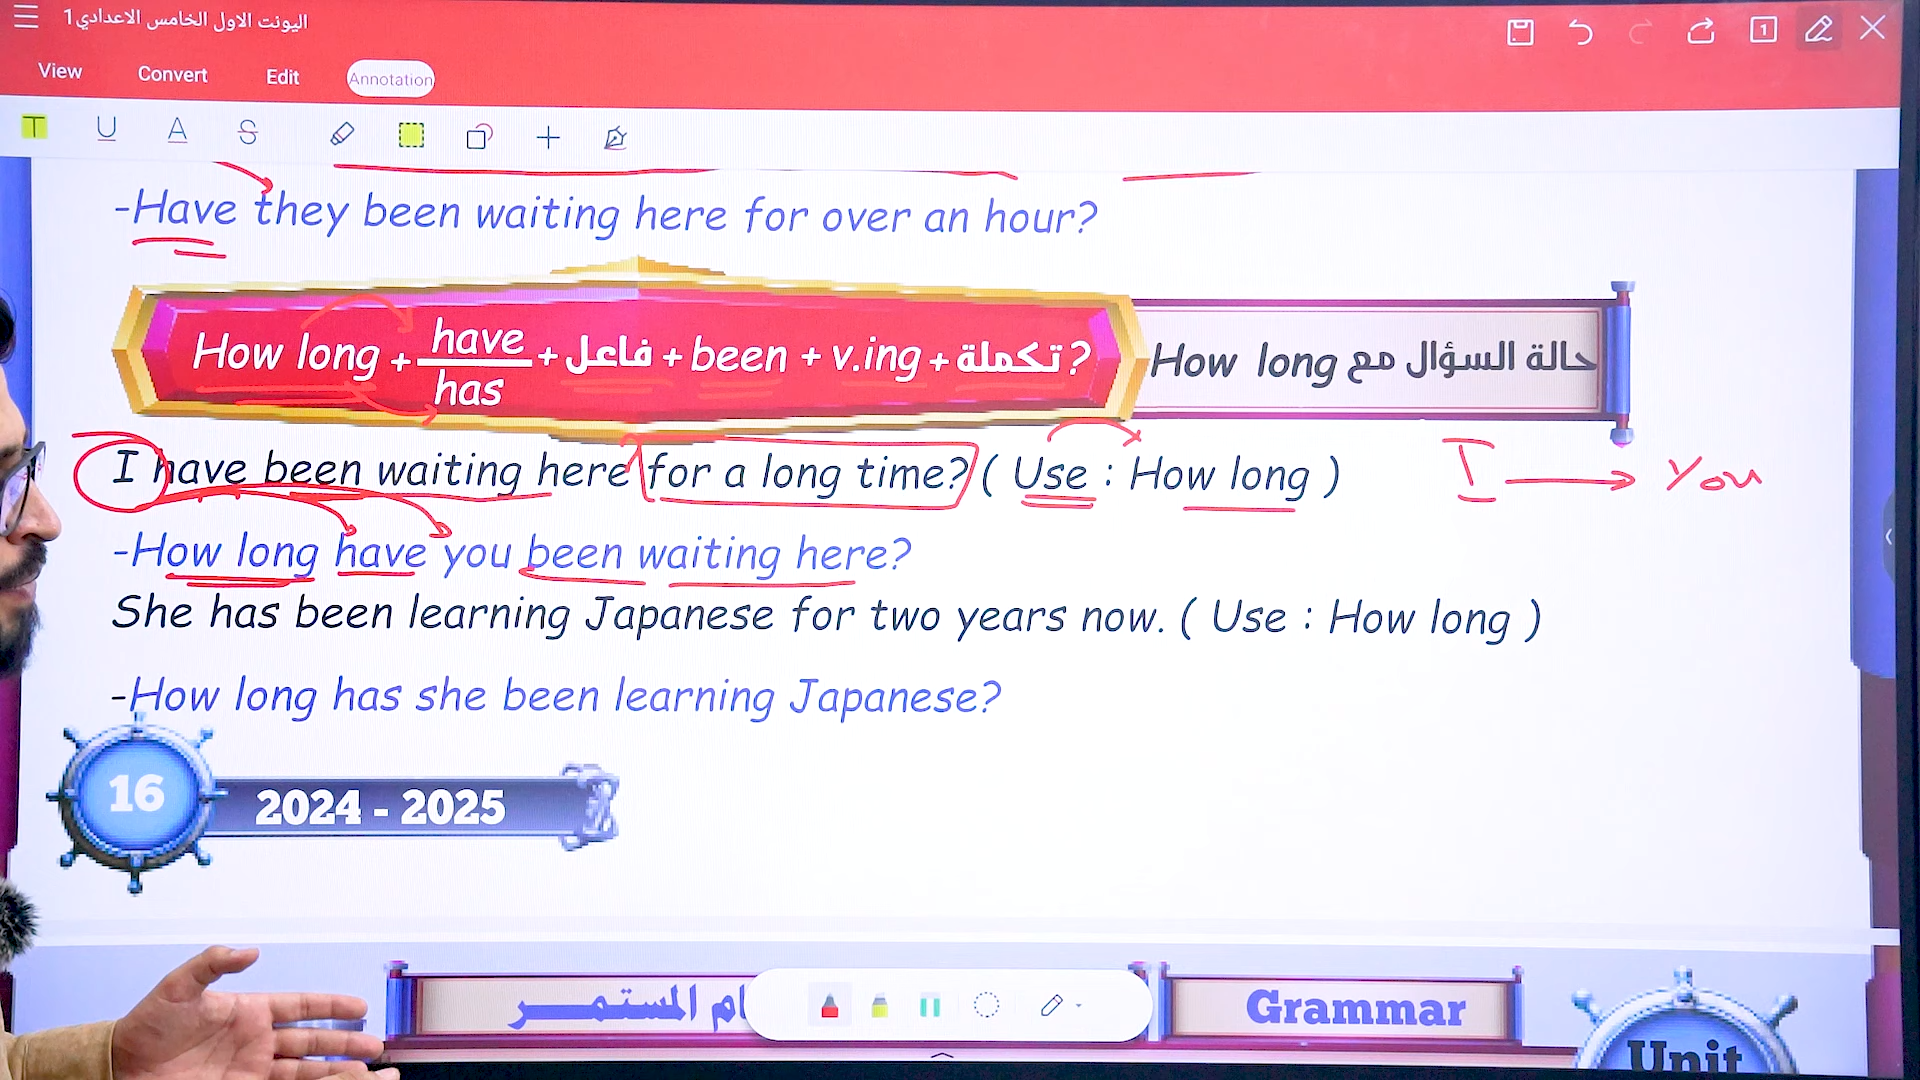 اليونت الاول الخامس الاعدادي1
View Convert Edit Annotation
1
T U A S
-Have they been waiting here for over an hour?
How long + have/has + فاعل + been + v.ing + تكملة ?
حالة السؤال مع How long
I have been waiting here for a long time? ( Use : How long )
I → You
-How long have you been waiting here?
She has been learning Japanese for two years now. ( Use : How long )
-How long has she been learning Japanese?
16
2024 - 2025
المستمر
Grammar
Unit